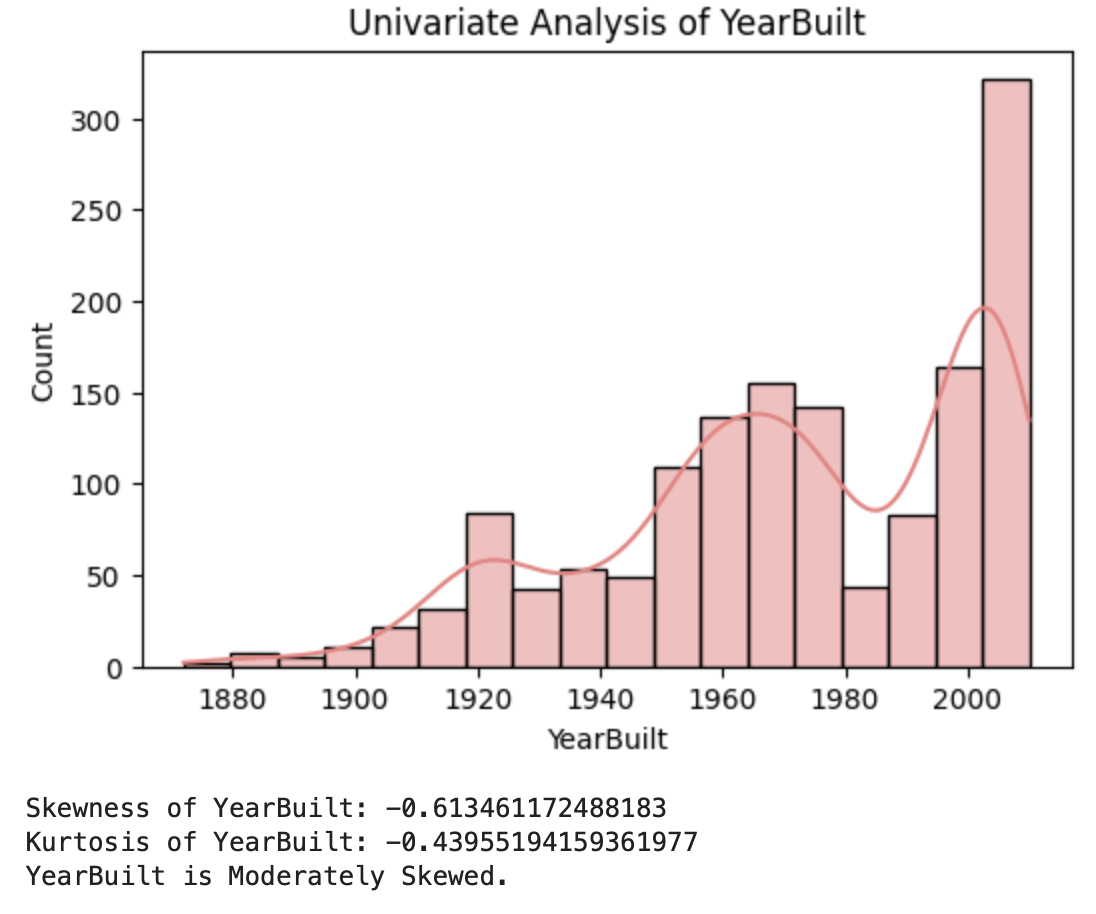 Univariate Analysis of YearBuilt
300
250
200
150
100
50
0
Count
1880 1900 1920 1940 1960 1980 2000
YearBuilt
Skewness of YearBuilt: -0.613461172488183
Kurtosis of YearBuilt: -0.43955194159361977
YearBuilt is Moderately Skewed.